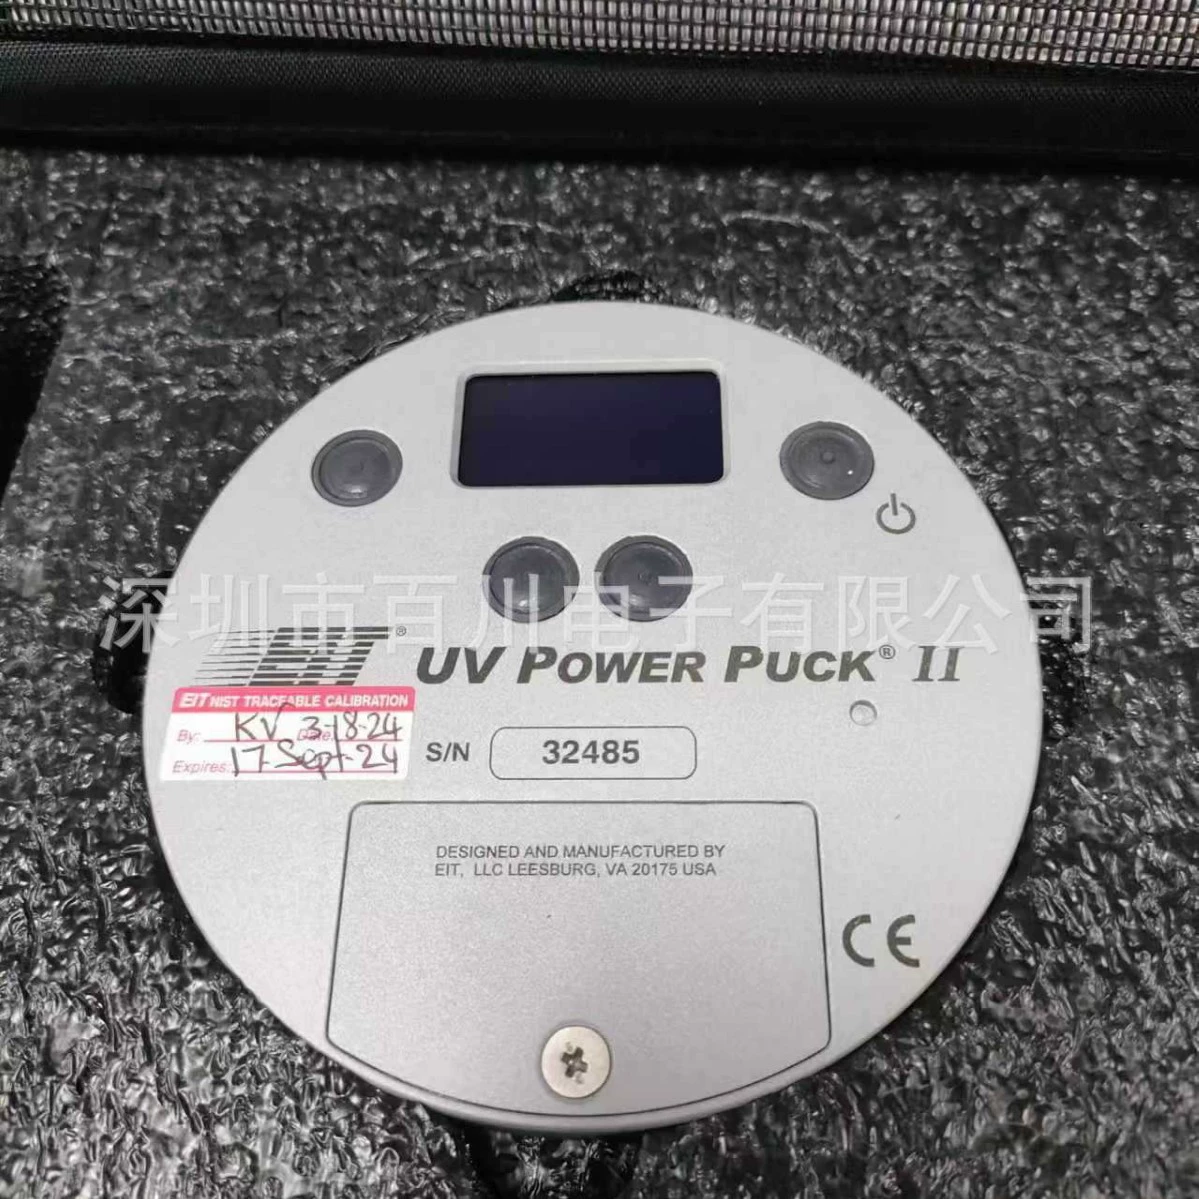 深圳市百川电子有限公司
EIT® UV POWER PUCK® II
EIT NIST TRACEABLE CALIBRATION
By: KV Date: 3-18-24
Expires: 17 Sept-24
S/N 32485
DESIGNED AND MANUFACTURED BY
EIT, LLC LEESBURG, VA 20175 USA
CE